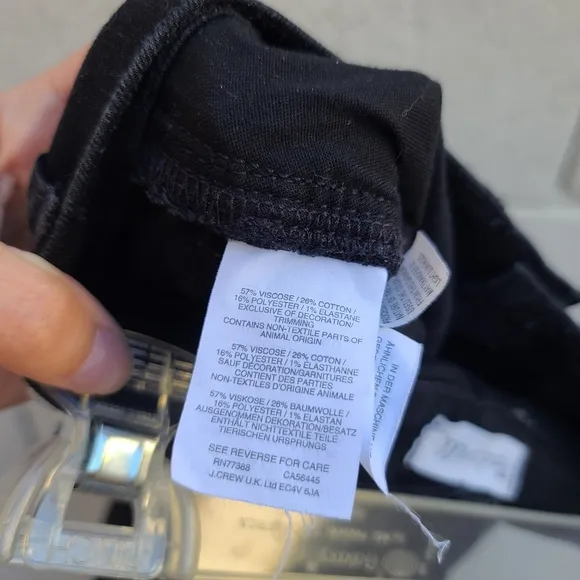 57% VISCOSE / 26% COTTON /
16% POLYESTER / 1% ELASTANE
EXCLUSIVE OF DECORATION/
TRIMMING
CONTAINS NON-TEXTILE PARTS OF
ANIMAL ORIGIN
57% VISCOSE / 26% COTON /
16% POLYESTER / 1% ELASTHANNE
SAUF DÉCORATION/GARNITURES
CONTIENT DES PARTIES
NON-TEXTILES D'ORIGINE ANIMALE
57% VISKOSE / 26% BAUMWOLLE /
16% POLYESTER / 1% ELASTAN
AUSGENOMMEN DEKORATION/BESATZ
ENTHÄLT NICHTTEXTILE TEILE
TIERISCHEN URSPRUNGS
SEE REVERSE FOR CARE
RN77388 CA56445
J.CREW U.K. Ltd EC4V 6JA
IN DER MASCHIN
ÄHNLICHEN